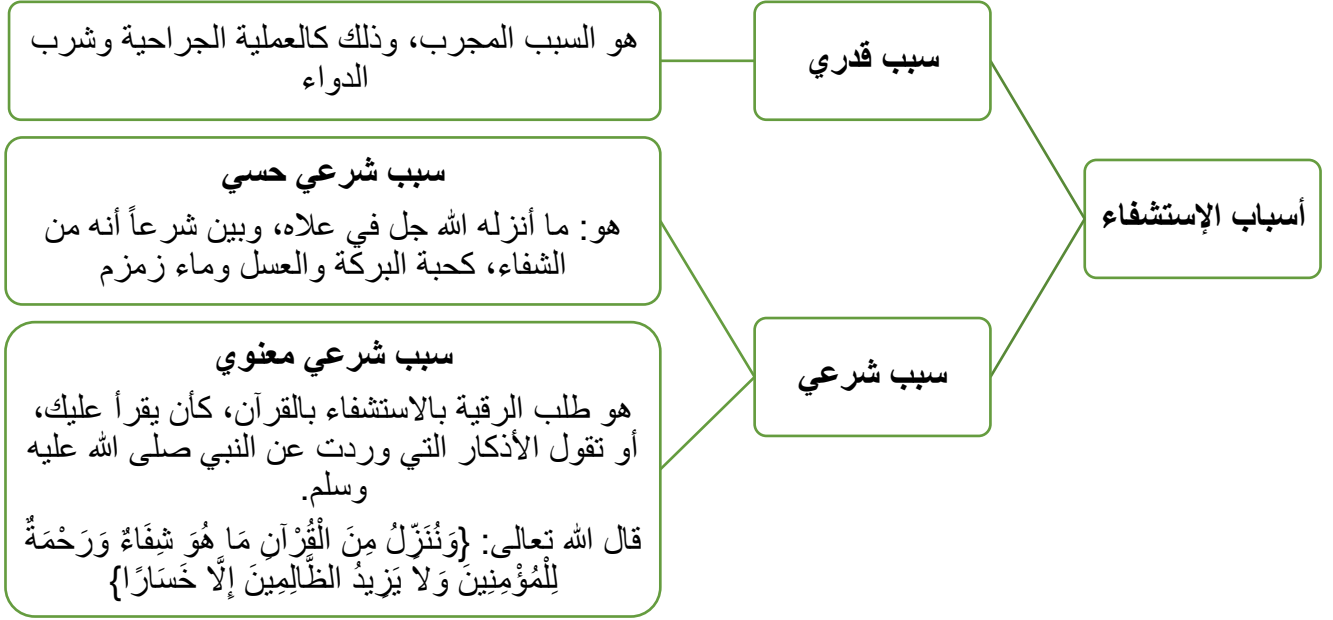 أسباب الإستشفاء
سبب قدري
هو السبب المجرب، وذلك كالعملية الجراحية وشرب
الدواء
سبب شرعي
سبب شرعي حسي
هو: ما أنزله الله جل في علاه، وبين شرعاً أنه من
الشفاء، كحبة البركة والعسل وماء زمزم
سبب شرعي معنوي
هو طلب الرقية بالاستشفاء بالقرآن، كأن يقرأ عليك،
أو تقول الأذكار التي وردت عن النبي صلى الله عليه
وسلم.
قال الله تعالى: {وَنُنَزِّلُ مِنَ الْقُرْآنِ مَا هُوَ شِفَاءٌ وَرَحْمَةٌ
لِلْمُؤْمِنِينَ وَلاَ يَزِيدُ الظَّالِمِينَ إِلَّا خَسَارًا}